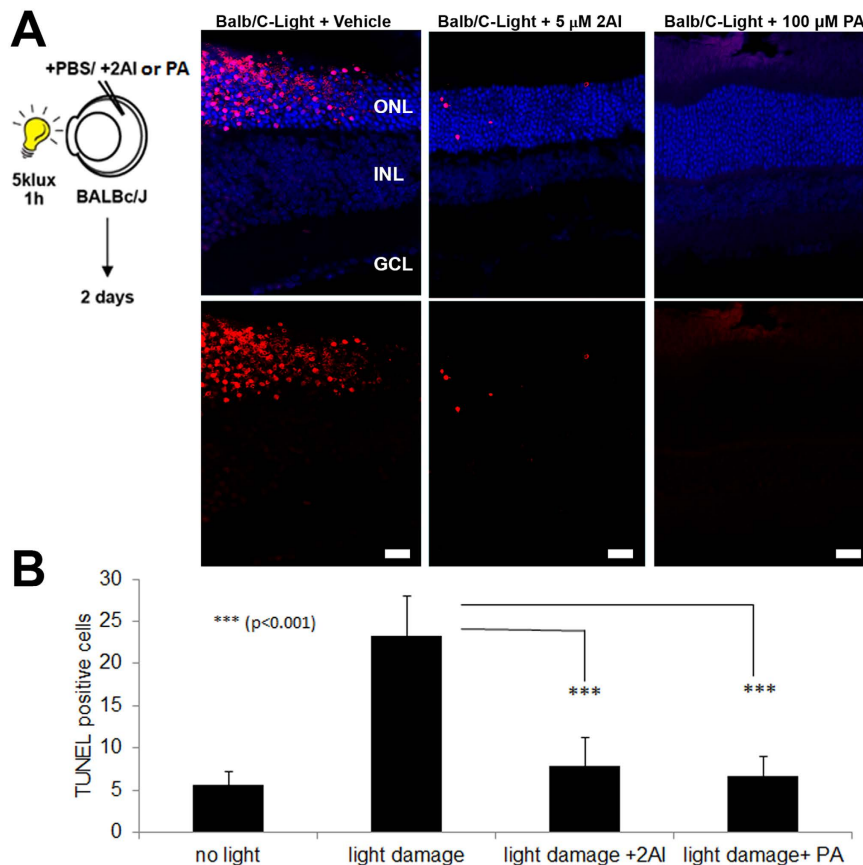 A
Balb/C-Light + Vehicle
Balb/C-Light + 5 μM 2AI
Balb/C-Light + 100 μM PA
+PBS/ +2AI or PA
5klux
1h
BALBc/J
2 days
ONL
INL
GCL
B
TUNEL positive cells
30
25
20
15
10
5
0
*** (p<0.001)
***
***
no light
light damage
light damage +2AI
light damage+ PA